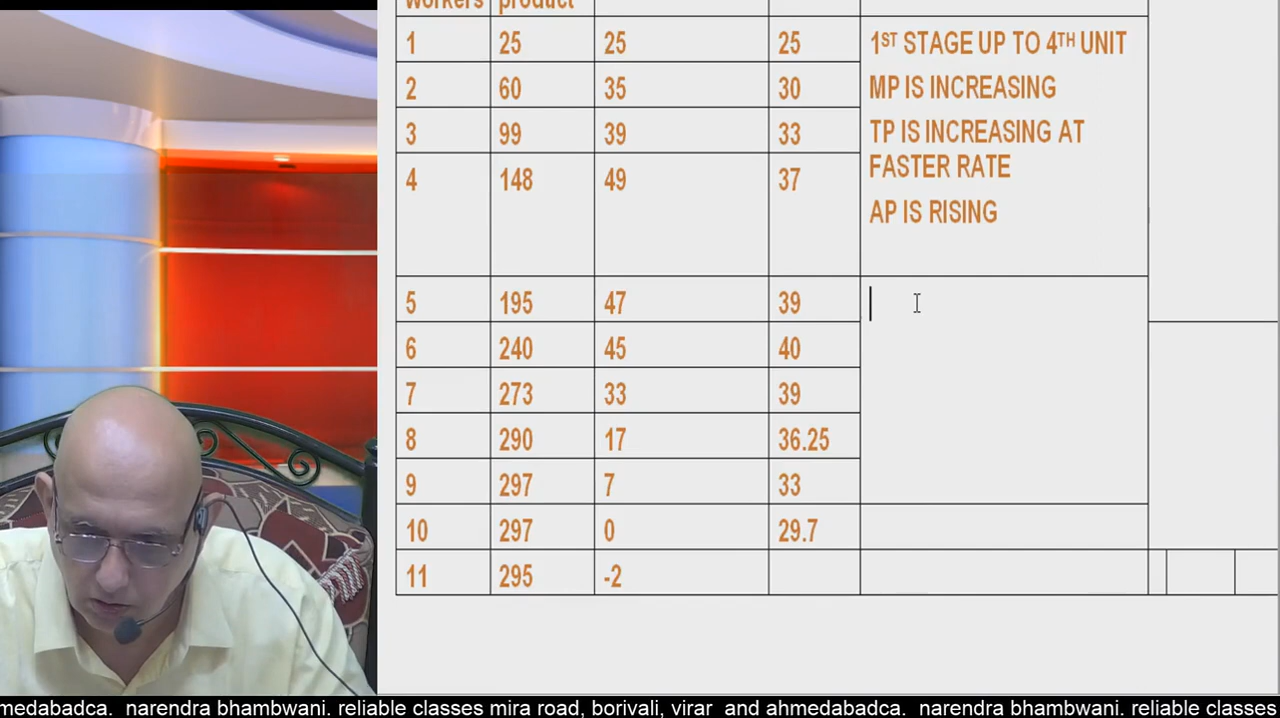 workers product
1 25 25 25 1ST STAGE UP TO 4TH UNIT
2 60 35 30 MP IS INCREASING
3 99 39 33 TP IS INCREASING AT
FASTER RATE
4 148 49 37
AP IS RISING
5 195 47 39
6 240 45 40
7 273 33 39
8 290 17 36.25
9 297 7 33
10 297 0 29.7
11 295 -2
medabadca. narendra bhambwani. reliable classes mira road, borivali, virar and ahmedabadca. narendra bhambwani. reliable classes